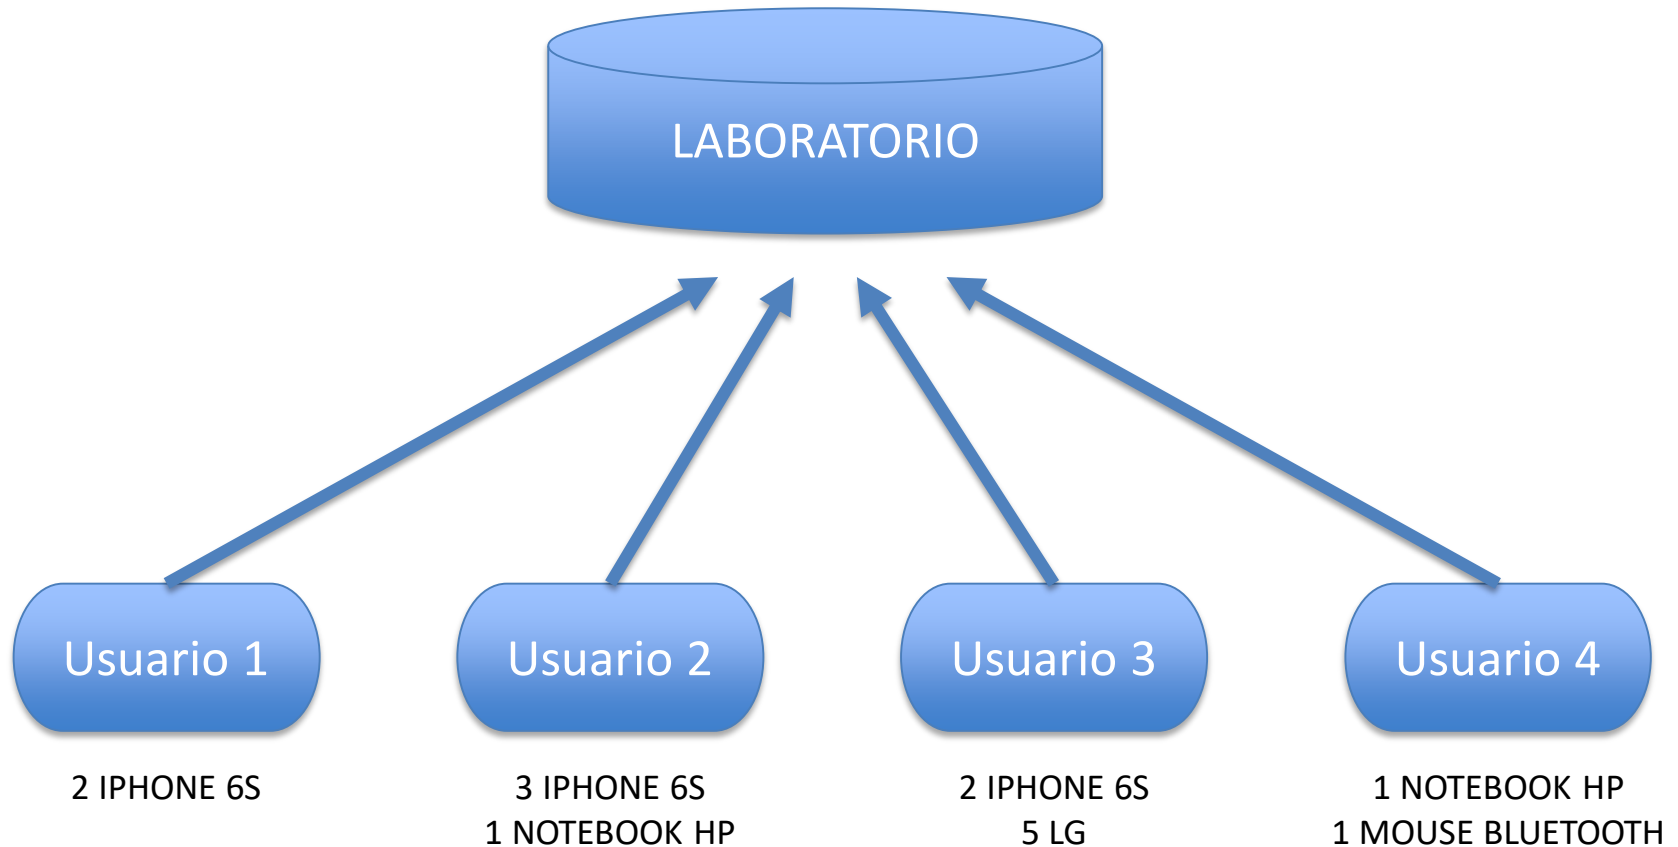 LABORATORIO
Usuario 1
Usuario 2
Usuario 3
Usuario 4
2 IPHONE 6S
3 IPHONE 6S
1 NOTEBOOK HP
2 IPHONE 6S
5 LG
1 NOTEBOOK HP
1 MOUSE BLUETOOTH